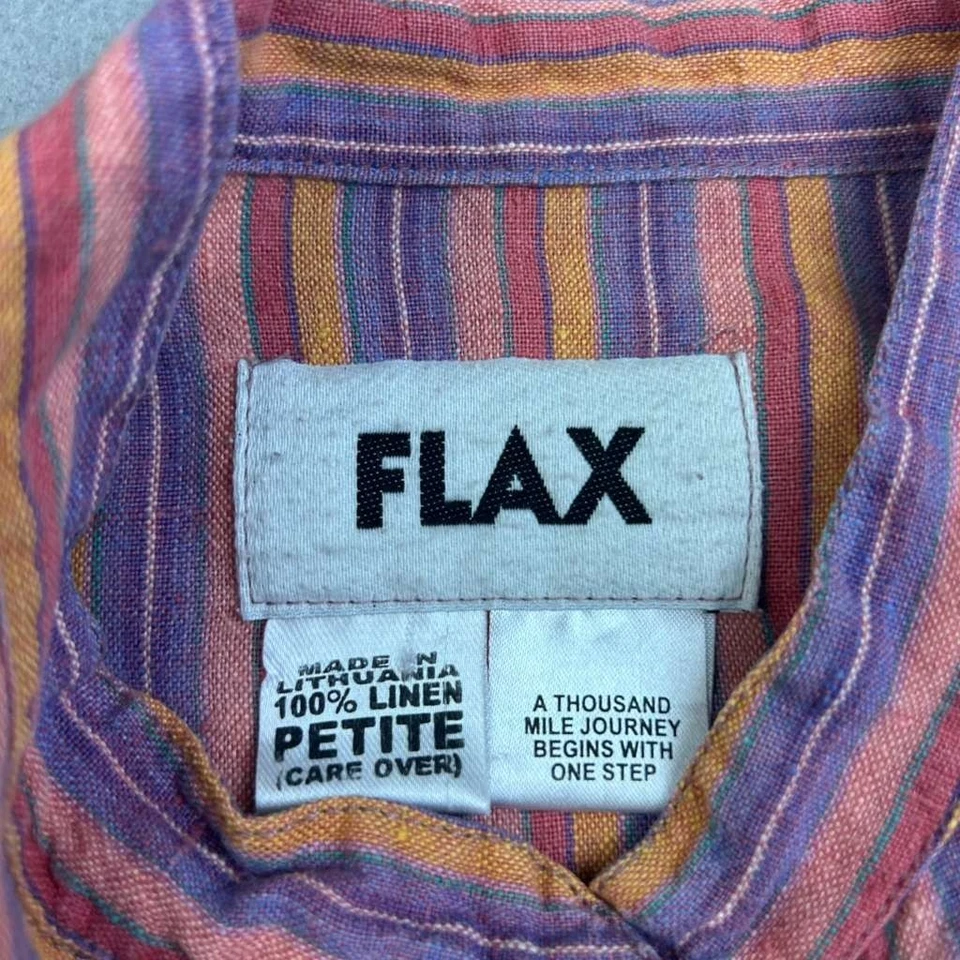 FLAX
MADE IN
LITHUANIA
100% LINEN
PETITE
(CARE OVER)
A THOUSAND
MILE JOURNEY
BEGINS WITH
ONE STEP